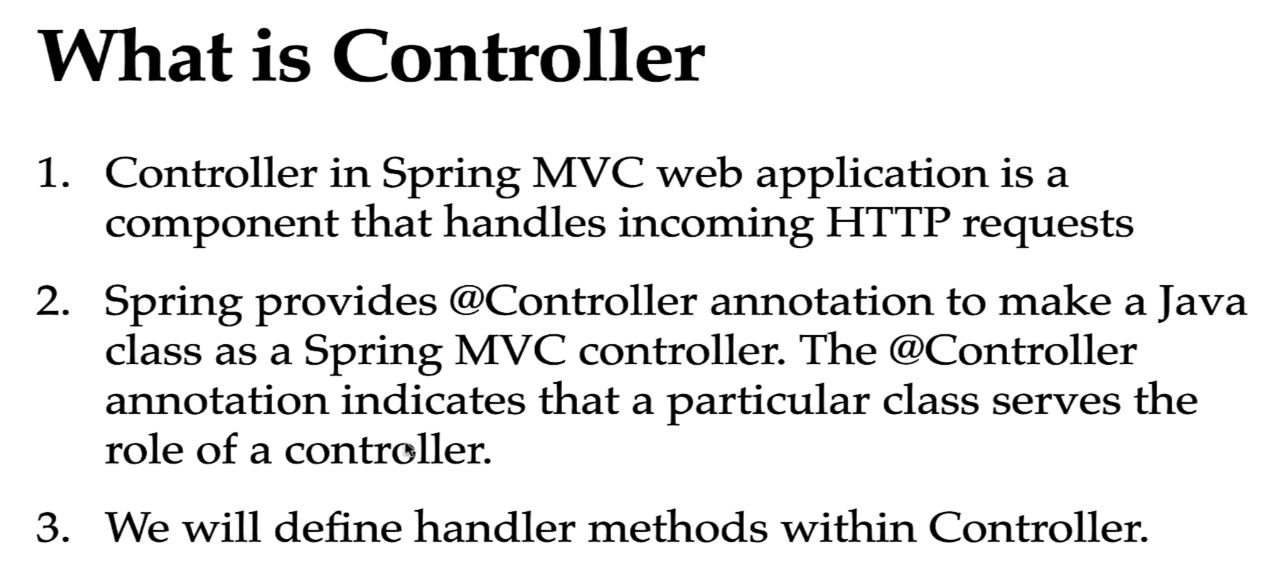 What is Controller
1. Controller in Spring MVC web application is a
component that handles incoming HTTP requests
2. Spring provides @Controller annotation to make a Java
class as a Spring MVC controller. The @Controller
annotation indicates that a particular class serves the
role of a controller.
3. We will define handler methods within Controller.